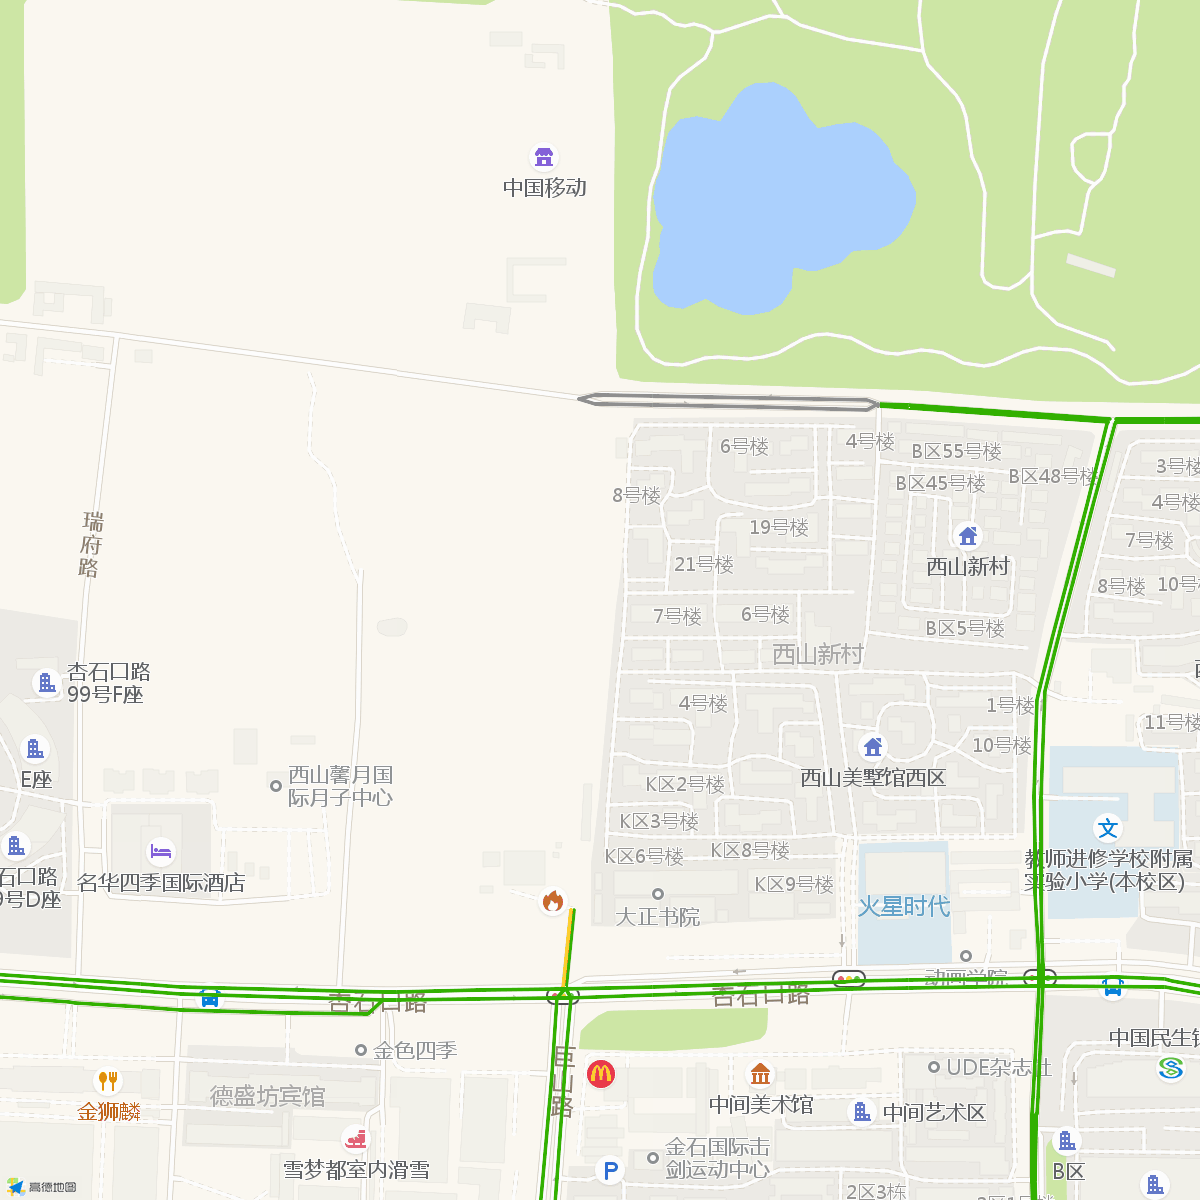 中国移动
6号楼
4号楼
B区55号楼
B区48号楼
3号楼
B区45号楼
8号楼
4号楼
瑞府路
19号楼
7号楼
21号楼
西山新村
8号楼
10号
7号楼
6号楼
B区5号楼
西山新村
杏石口路
99号F座
4号楼
1号楼
11号楼
10号楼
E座
西山馨月国
际月子中心
西山美墅馆西区
K区2号楼
K区3号楼
K区6号楼
K区8号楼
教师进修学校附属
实验小学(本校区)
石口路
9号D座
名华四季国际酒店
K区9号楼
大正书院
火星时代
动画学院
杏石口路
杏石口路
金色四季
巨山路
中国民生银
UDE杂志社
德盛坊宾馆
金狮麟
中间美术馆
中间艺术区
雪梦都室内滑雪
金石国际击
剑运动中心
P
B区
2区3栋
高德地图